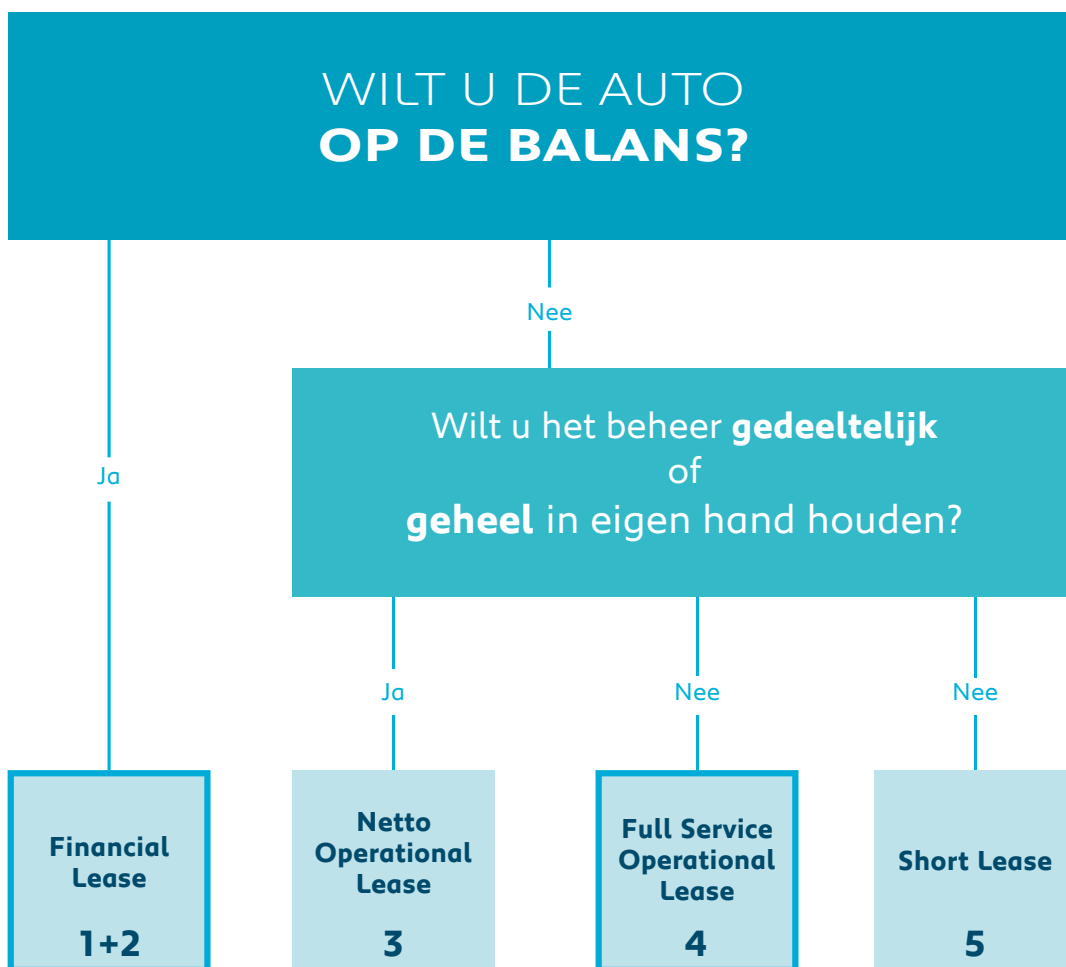 WILT U DE AUTO
OP DE BALANS?
Nee
Wilt u het beheer gedeeltelijk
of
geheel in eigen hand houden?
Ja
Ja
Nee
Nee
Financial
Lease
1+2
Netto
Operational
Lease
3
Full Service
Operational
Lease
4
Short Lease
5